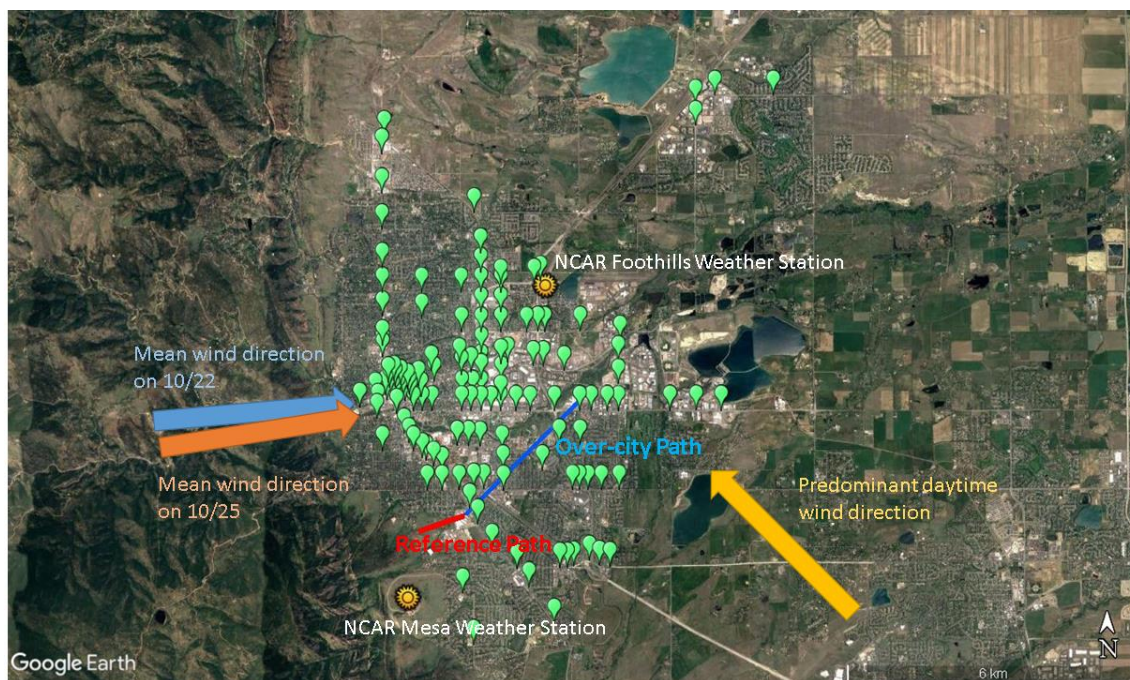 NCAR Foothills Weather Station
Mean wind direction
on 10/22
Over-city Path
Mean wind direction
on 10/25
Predominant daytime
wind direction
Reference Path
NCAR Mesa Weather Station
N
Google Earth
6 km